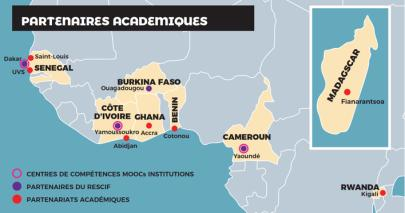 PARTENAIRES ACADEMIQUES
Saint-Louis
Dakar
SENEGAL
UVS
BURKINA FASO
Ouagadougou
CÔTE
D'IVOIRE
Yamoussoukro
Abidjan
GHANA
Accra
BENIN
Cotonou
CAMEROUN
Yaoundé
MADAGSCAR
Fianarantsoa
RWANDA
Kigali
CENTRES DE COMPÉTENCES MOOCs INSTITUTIONS
PARTENAIRES DU RESCIF
PARTENARIATS ACADÉMIQUES